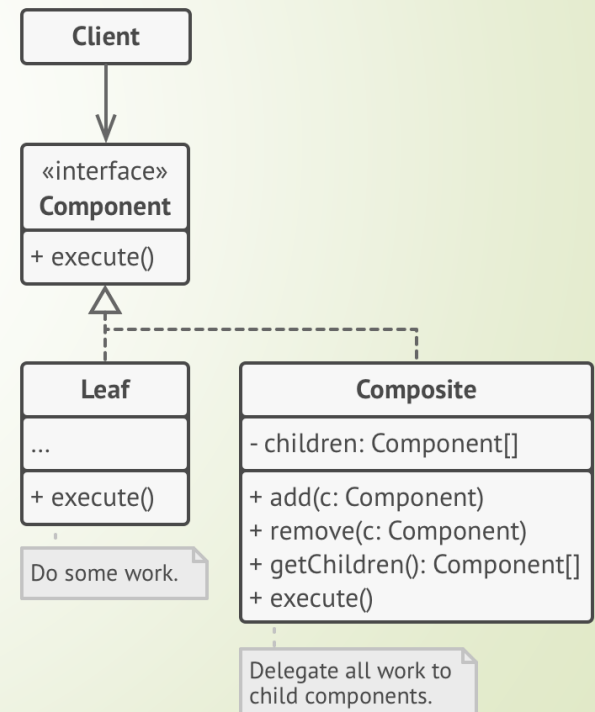 Client
«interface»
Component
+ execute()
Leaf
...
+ execute()
Do some work.
Composite
- children: Component[]
+ add(c: Component)
+ remove(c: Component)
+ getChildren(): Component[]
+ execute()
Delegate all work to
child components.